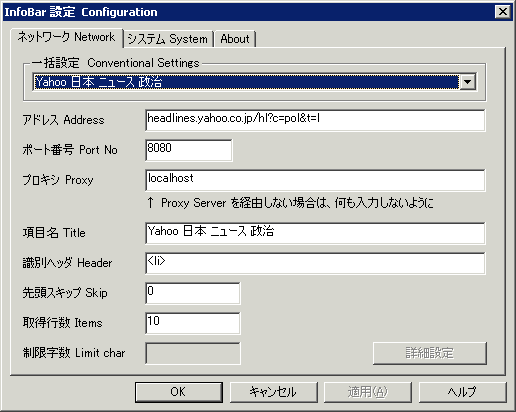 InfoBar 設定 Configuration
ネットワーク Network システム System About
一括設定 Conventional Settings
Yahoo 日本 ニュース 政治
アドレス Address headlines.yahoo.co.jp/hl?c=pol&t=l
ポート番号 Port No 8080
プロキシ Proxy localhost
↑ Proxy Server を経由しない場合は、何も入力しないように
項目名 Title Yahoo 日本 ニュース 政治
識別ヘッダ Header <li>
先頭スキップ Skip 0
取得行数 Items 10
制限字数 Limit char 詳細設定
OK キャンセル 適用(A) ヘルプ